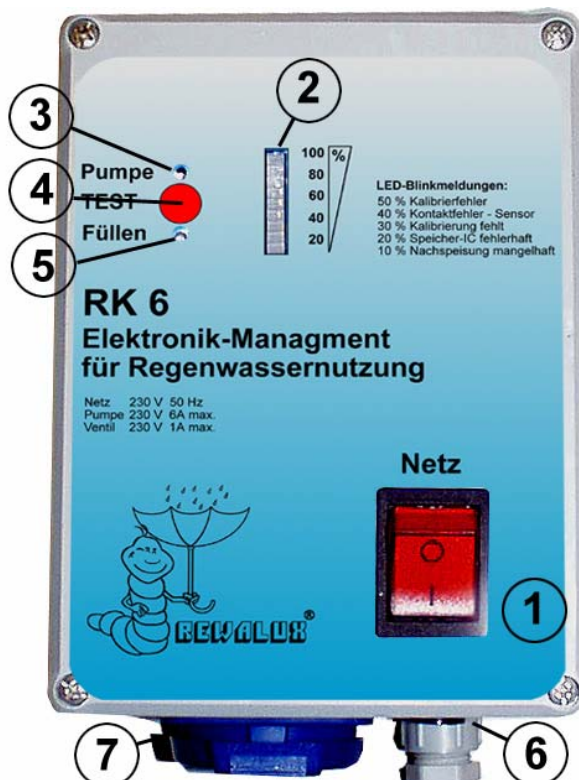 2
3
Pumpe
4
TEST
Füllen
5
100 %
80
60
40
20
LED-Blinkmeldungen:
50 % Kalibrierfehler
40 % Kontaktfehler - Sensor
30 % Kalibrierung fehlt
20 % Speicher-IC fehlerhaft
10 % Nachspeisung mangelhaft
RK 6
Elektronik-Managment
für Regenwassernutzung
Netz 230 V 50 Hz
Pumpe 230 V 6A max.
Ventil 230 V 1A max.
Netz
1
REWALUX®
7
6